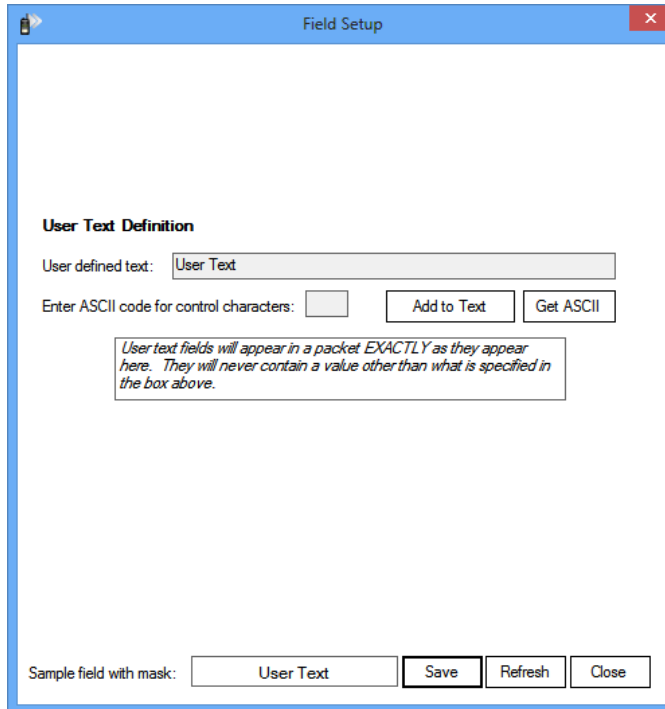 Field Setup
User Text Definition
User defined text: User Text
Enter ASCII code for control characters: Add to Text Get ASCII
User text fields will appear in a packet EXACTLY as they appear
here. They will never contain a value other than what is specified in
the box above.
Sample field with mask: User Text Save Refresh Close